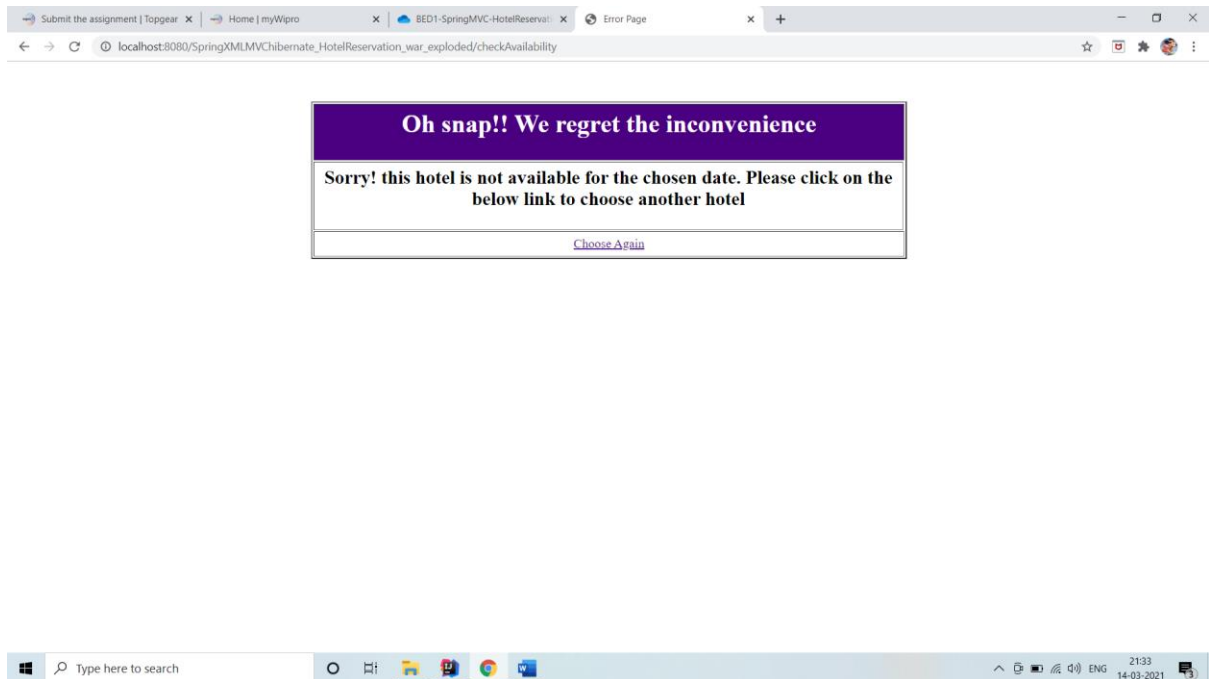 Submit the assignment | Topgear
Home | myWipro
BED1-SpringMVC-HotelReservati
Error Page
localhost:8080/SpringXMLMVChibernate_HotelReservation_war_exploded/checkAvailability
Oh snap!! We regret the inconvenience
Sorry! this hotel is not available for the chosen date. Please click on the
below link to choose another hotel
Choose Again
Type here to search
ENG
21:33
14-03-2021